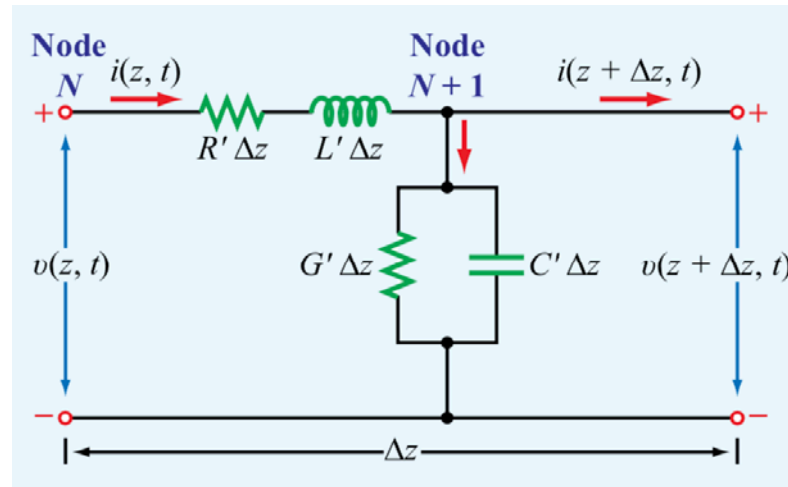 Node
N
i(z, t)
Node
N + 1
i(z + Δz, t)
+
+
R′ Δz
L′ Δz
υ(z, t)
G′ Δz
C′ Δz
υ(z + Δz, t)
−
−
Δz